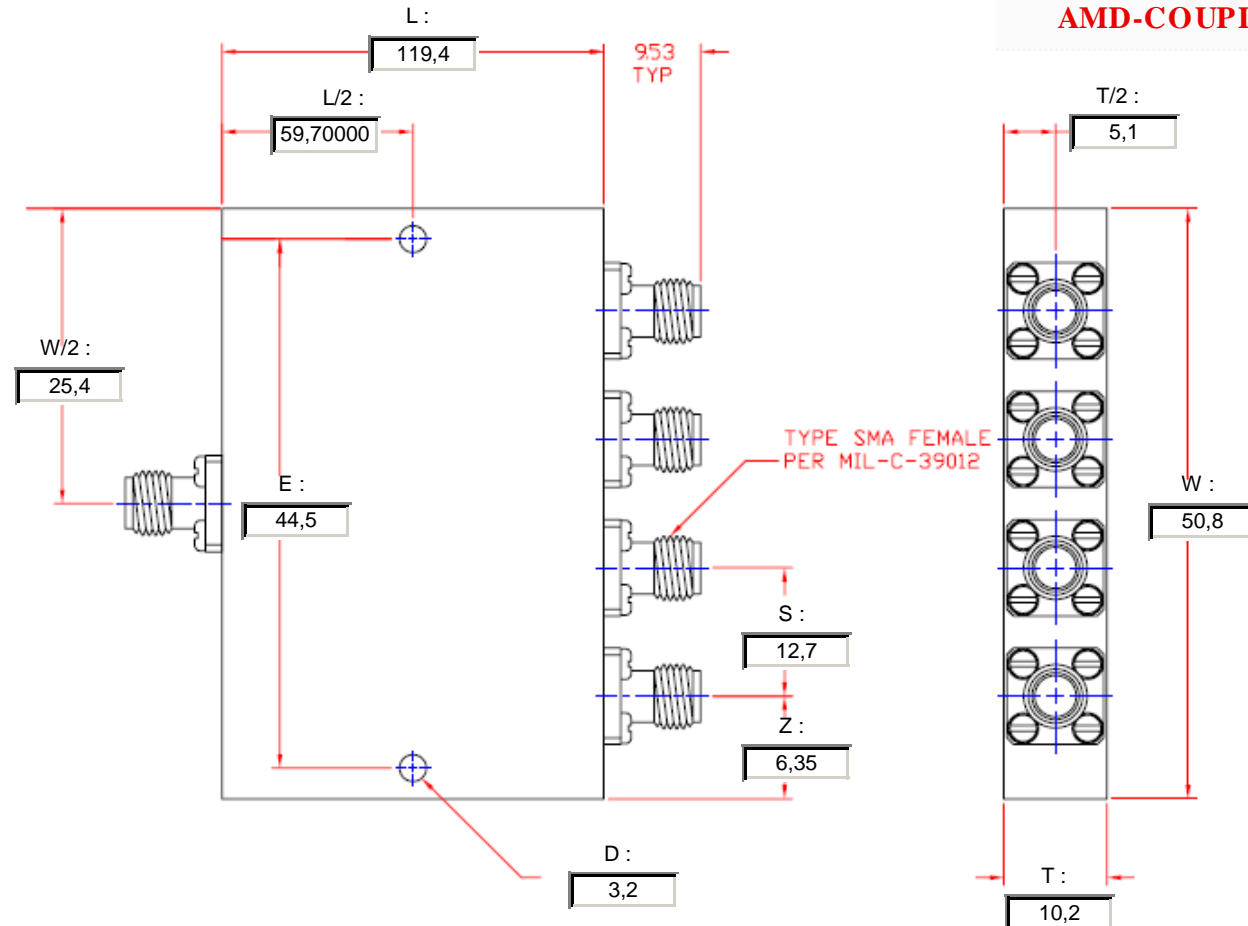 AMD-COUPL
L :
119,4
9.53
TYP
L/2 :
59,70000
T/2 :
5,1
W/2 :
25,4
TYPE SMA FEMALE
PER MIL-C-39012
E :
44,5
W :
50,8
S :
12,7
Z :
6,35
D :
3,2
T :
10,2